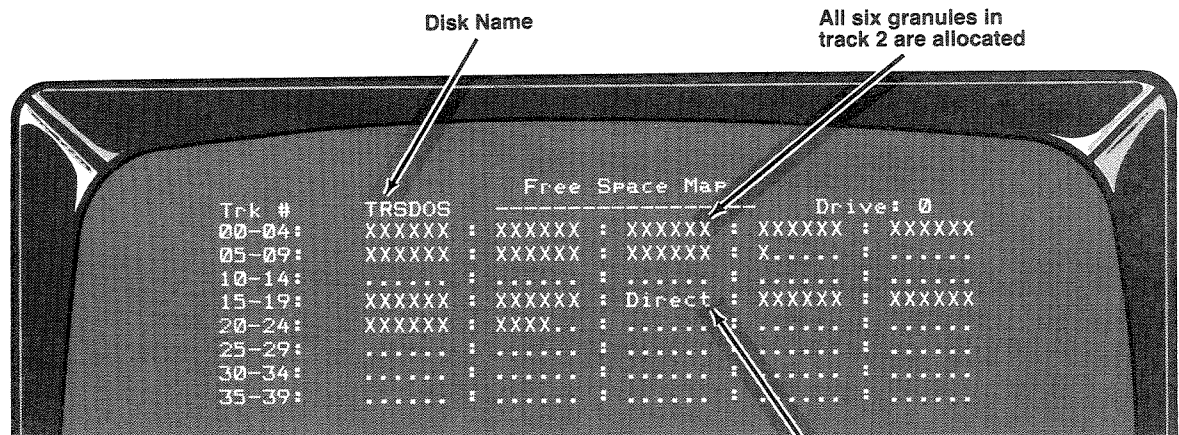 Disk Name
All six granules in
track 2 are allocated
Free Space Map
Trk # TRSDOS ------------------ Drive: 0
00-04: XXXXXX : XXXXXX : XXXXXX : XXXXXX : XXXXXX
05-09: XXXXXX : XXXXXX : XXXXXX : X..... : ......
10-14: ...... : ...... : ...... : ...... : ......
15-19: XXXXXX : XXXXXX : Direct : XXXXXX : XXXXXX
20-24: XXXXXX : XXXX.. : ...... : ...... : ......
25-29: ...... : ...... : ...... : ...... : ......
30-34: ...... : ...... : ...... : ...... : ......
35-39: ...... : ...... : ...... : ...... : ......